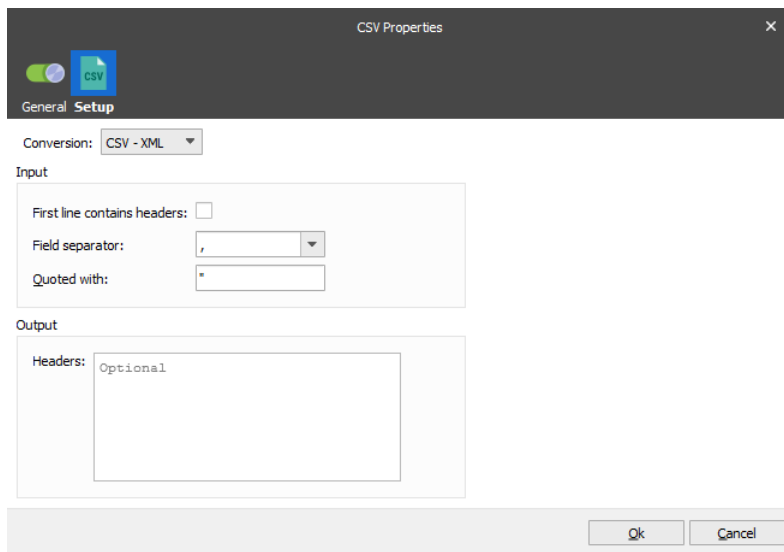 CSV Properties
CSV
General Setup
Conversion: CSV - XML
Input
First line contains headers:
Field separator: ,
Quoted with: "
Output
Headers: Optional
Ok Cancel